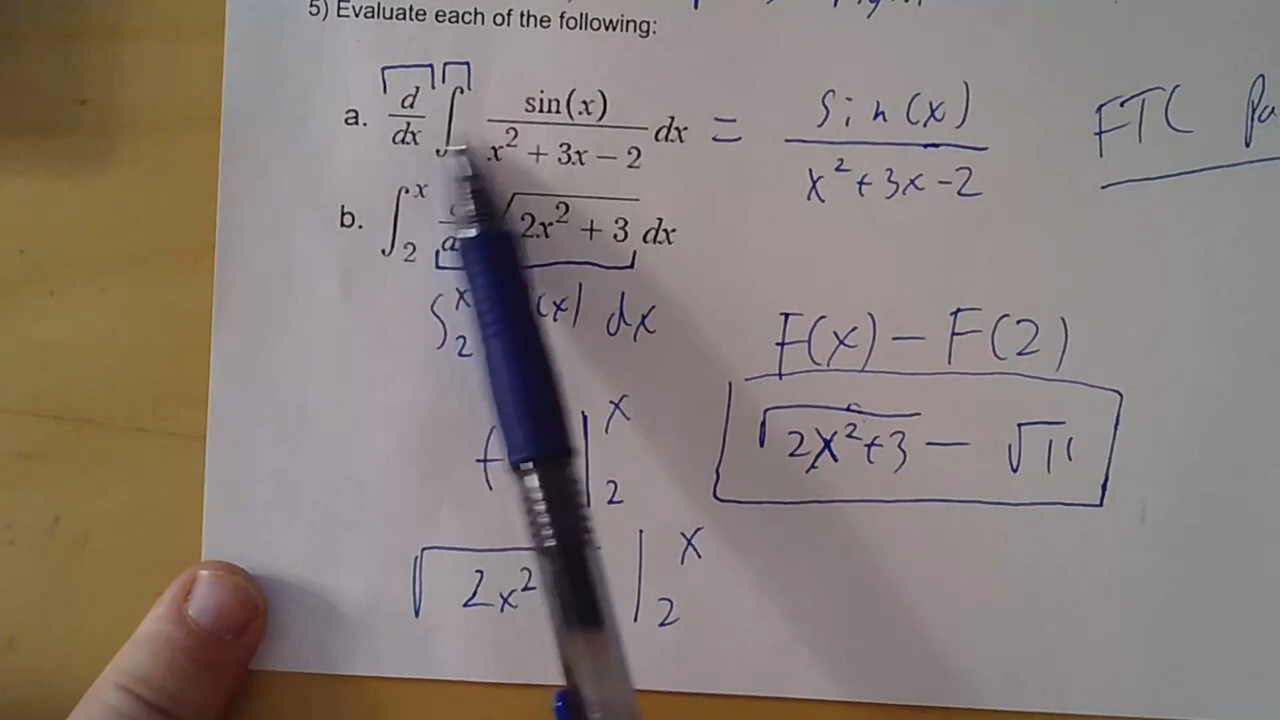 5) Evaluate each of the following:
a. d/dx ∫ sin(x) / x² + 3x − 2 dx = sin(x) / x² + 3x − 2 FTC
b. ∫₂ˣ √2x² + 3 dx
∫₂ˣ (x) dx
F(x) − F(2)
f |₂ˣ
√2x²+3 − √11
√2x² |₂ˣ